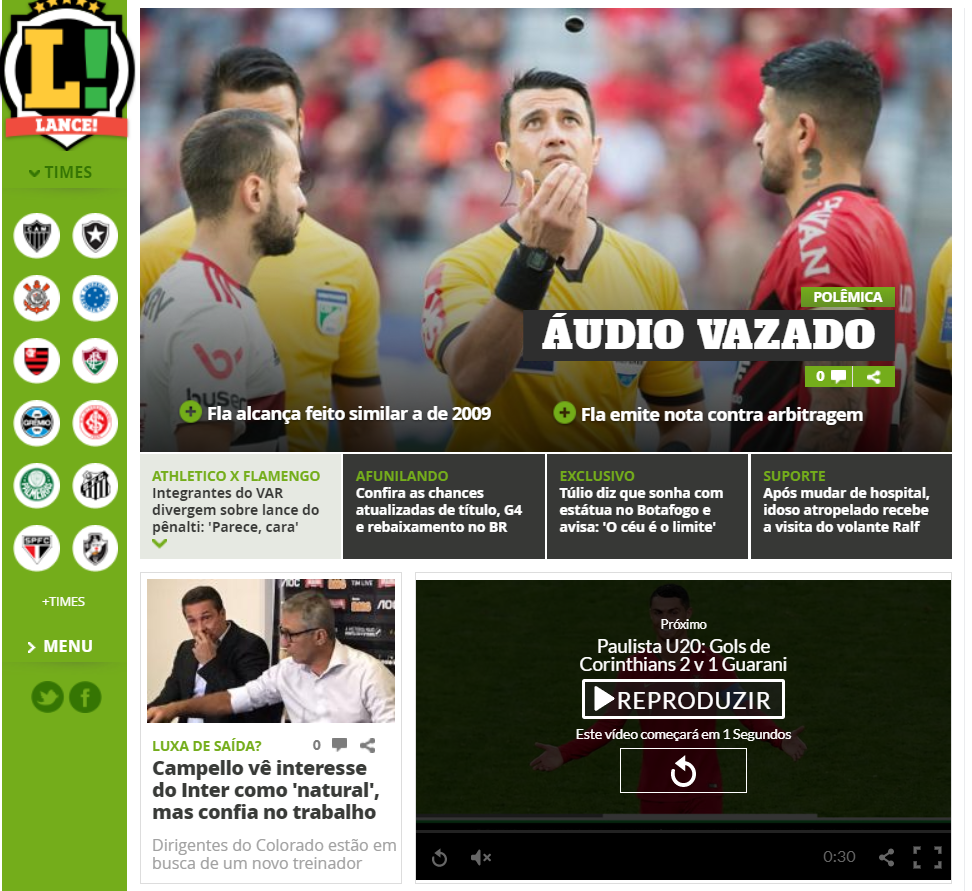 L!
LANCE!
TIMES
GRÊMIO
PALMEIRAS
SPFC
+TIMES
MENU
POLÊMICA
ÁUDIO VAZADO
0
IVAN
buser
Fla alcança feito similar a de 2009
Fla emite nota contra arbitragem
ATHLETICO X FLAMENGO
Integrantes do VAR
divergem sobre lance do
pênalti: 'Parece, cara'
AFUNILANDO
Confira as chances
atualizadas de título, G4
e rebaixamento no BR
EXCLUSIVO
Túlio diz que sonha com
estátua no Botafogo e
avisa: 'O céu é o limite'
SUPORTE
Após mudar de hospital,
idoso atropelado recebe
a visita do volante Ralf
LUXA DE SAÍDA?
0
Campello vê interesse
do Inter como 'natural',
mas confia no trabalho
Dirigentes do Colorado estão em
busca de um novo treinador
Próximo
Paulista U20: Gols de
Corinthians 2 v 1 Guarani
REPRODUZIR
Este vídeo começará em 1 Segundos
0:30